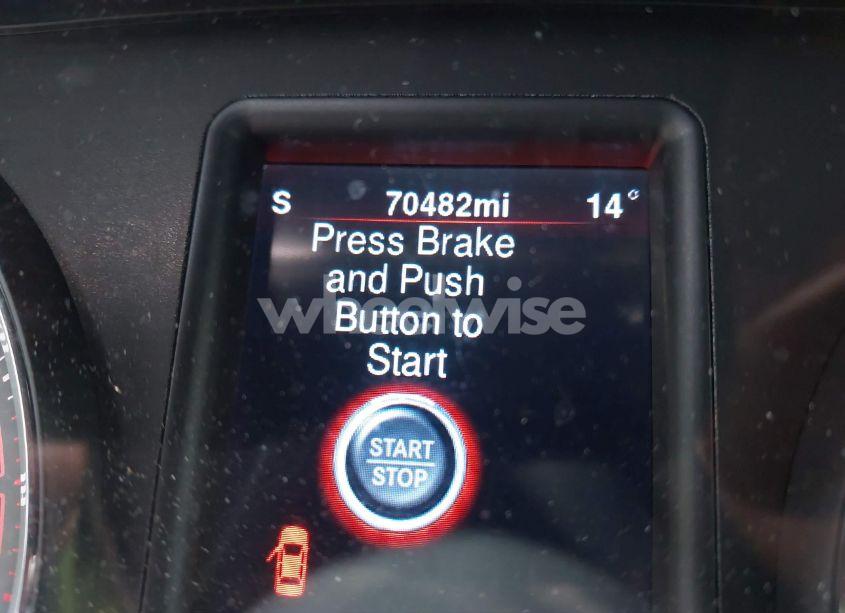 S 70482mi 14°
Press Brake
and Push
wheelwise
Button to
Start
START
STOP